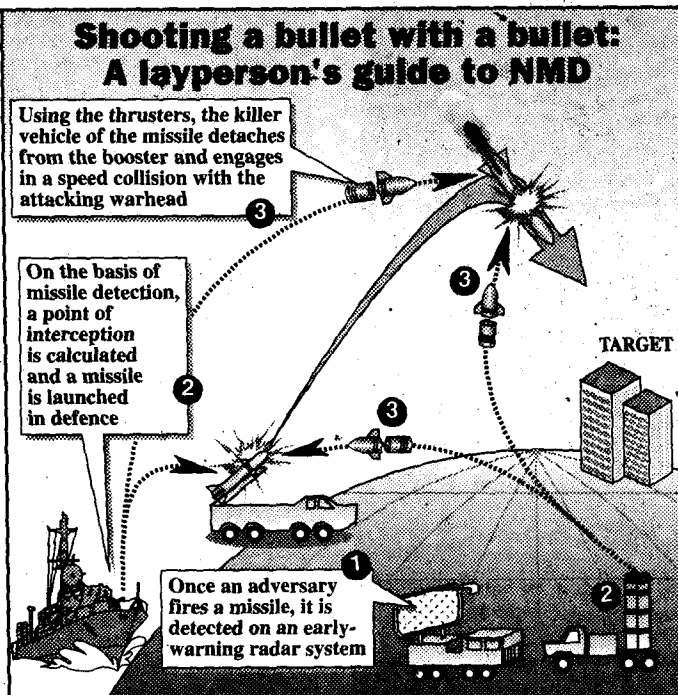 Shooting a bullet with a bullet:
A layperson's guide to NMD
Using the thrusters, the killer
vehicle of the missile detaches
from the booster and engages
in a speed collision with the
attacking warhead
3
On the basis of
missile detection,
a point of
interception
is calculated
and a missile
is launched
in defence
2
3
TARGET
3
1
Once an adversary
fires a missile, it is
detected on an early-
warning radar system
2